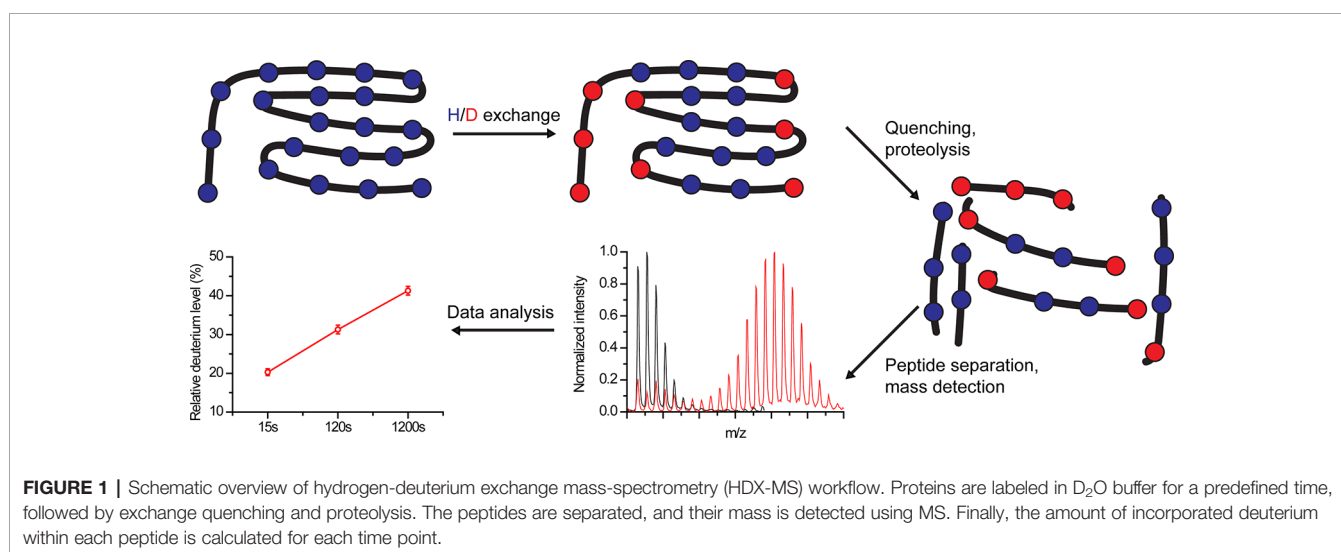 H/D exchange
Quenching,
proteolysis
Peptide separation,
mass detection
Normalized intensity
1.0
0.8
0.6
0.4
0.2
0.0
m/z
Data analysis
Relative deuterium level (%)
50
40
30
20
10
15s
120s
1200s
FIGURE 1 | Schematic overview of hydrogen-deuterium exchange mass-spectrometry (HDX-MS) workflow. Proteins are labeled in D₂O buffer for a predefined time,
followed by exchange quenching and proteolysis. The peptides are separated, and their mass is detected using MS. Finally, the amount of incorporated deuterium
within each peptide is calculated for each time point.